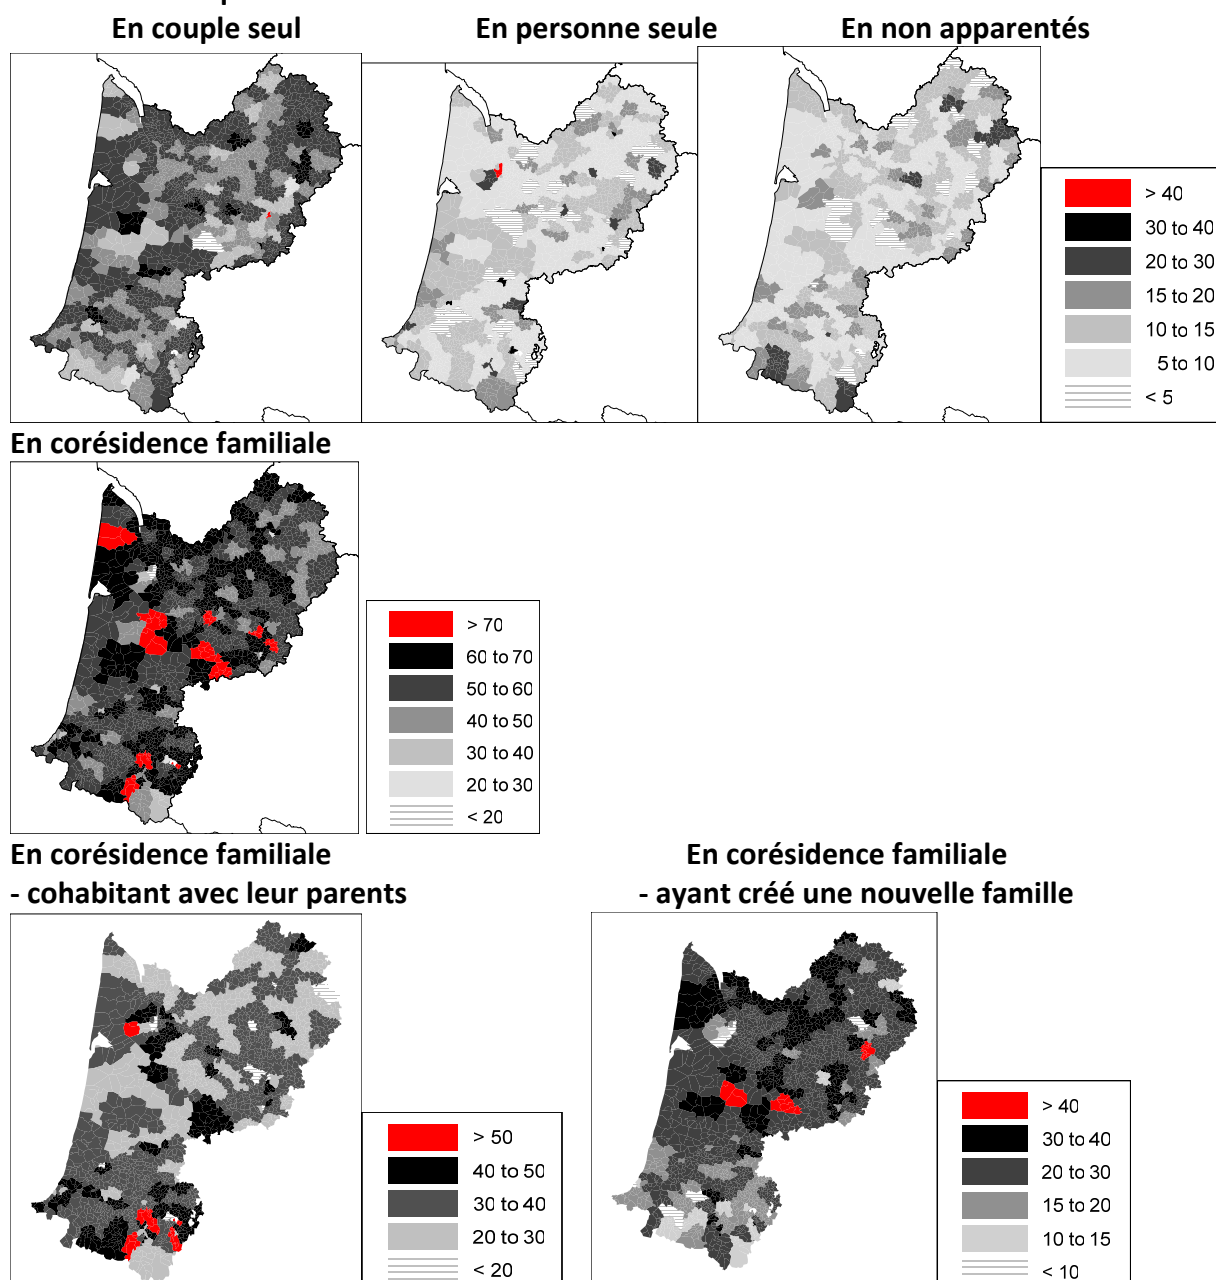 En couple seul
En personne seule
En non apparentés
> 40
30 to 40
20 to 30
15 to 20
10 to 15
5 to 10
< 5
En corésidence familiale
> 70
60 to 70
50 to 60
40 to 50
30 to 40
20 to 30
< 20
En corésidence familiale
- cohabitant avec leur parents
En corésidence familiale
- ayant créé une nouvelle famille
> 50
40 to 50
30 to 40
20 to 30
< 20
> 40
30 to 40
20 to 30
15 to 20
10 to 15
< 10